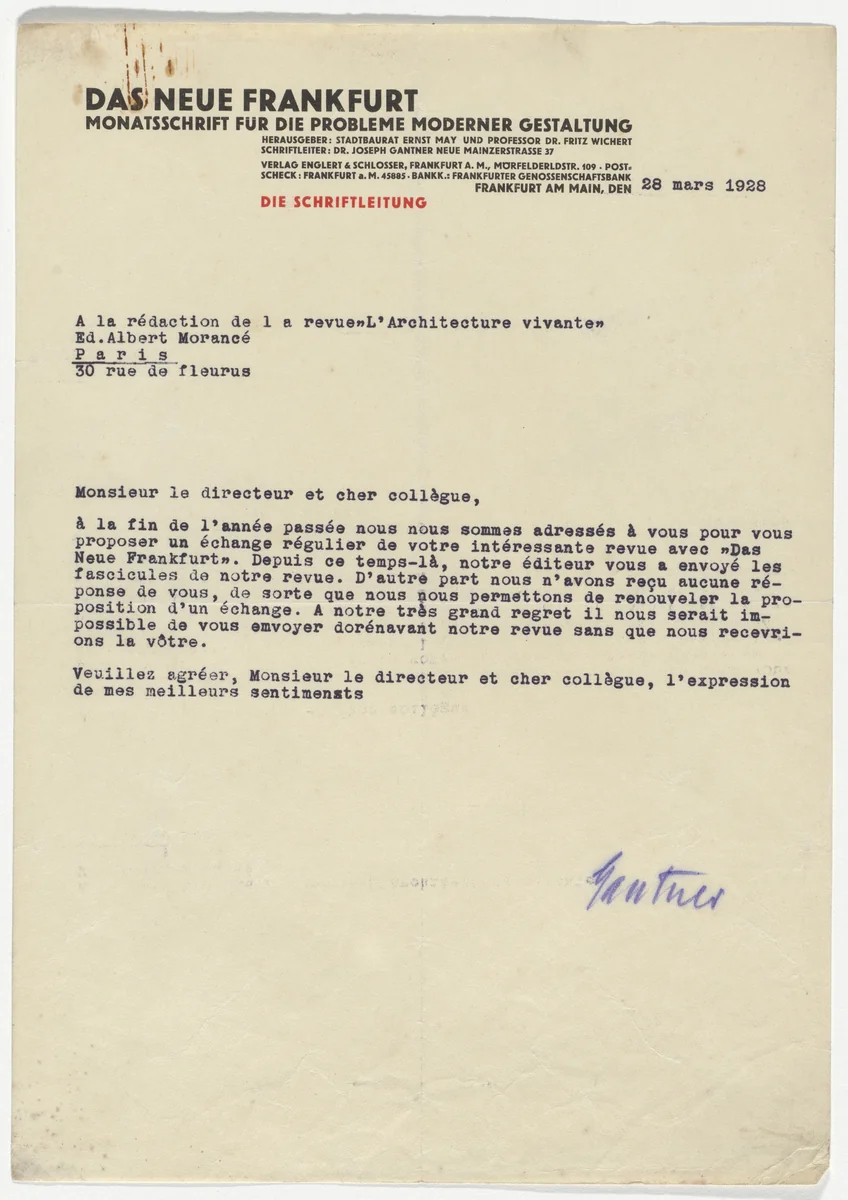 DAS NEUE FRANKFURT
MONATSSCHRIFT FÜR DIE PROBLEME MODERNER GESTALTUNG
HERAUSGEBER: STADTBAURAT ERNST MAY UND PROFESSOR DR. FRITZ WICHERT
SCHRIFTLEITER: DR. JOSEPH GANTNER NEUE MAINZERSTRASSE 37
VERLAG ENGLERT & SCHLOSSER, FRANKFURT A. M., MÖRFELDERLDSTR. 109 · POST-
SCHECK: FRANKFURT a. M. 45885 · BANKK.: FRANKFURTER GENOSSENSCHAFTSBANK
FRANKFURT AM MAIN, DEN 28 mars 1928
DIE SCHRIFTLEITUNG
A la rédaction de l a revue„L'Architecture vivante„
Ed.Albert Morancé
P a r i s
30 rue de fleurus
Monsieur le directeur et cher collègue,
à la fin de l'année passée nous nous sommes adressés à vous pour vous
proposer un échange régulier de votre intéressante revue avec „Das
Neue Frankfurt„. Depuis ce temps-là, notre éditeur vous a envoyé les
fascicules de notre revue. D'autre part nous n'avons reçu aucune ré-
ponse de vous, de sorte que nous nous permettons de renouveler la pro-
position d'un échange. A notre très grand regret il nous serait im-
possible de vous emvoyer dorénavant notre revue sans que nous recevri-
ons la vôtre.
Veuillez agréer, Monsieur le directeur et cher collègue, l'expression
de mes meilleurs sentimensts
Gantner